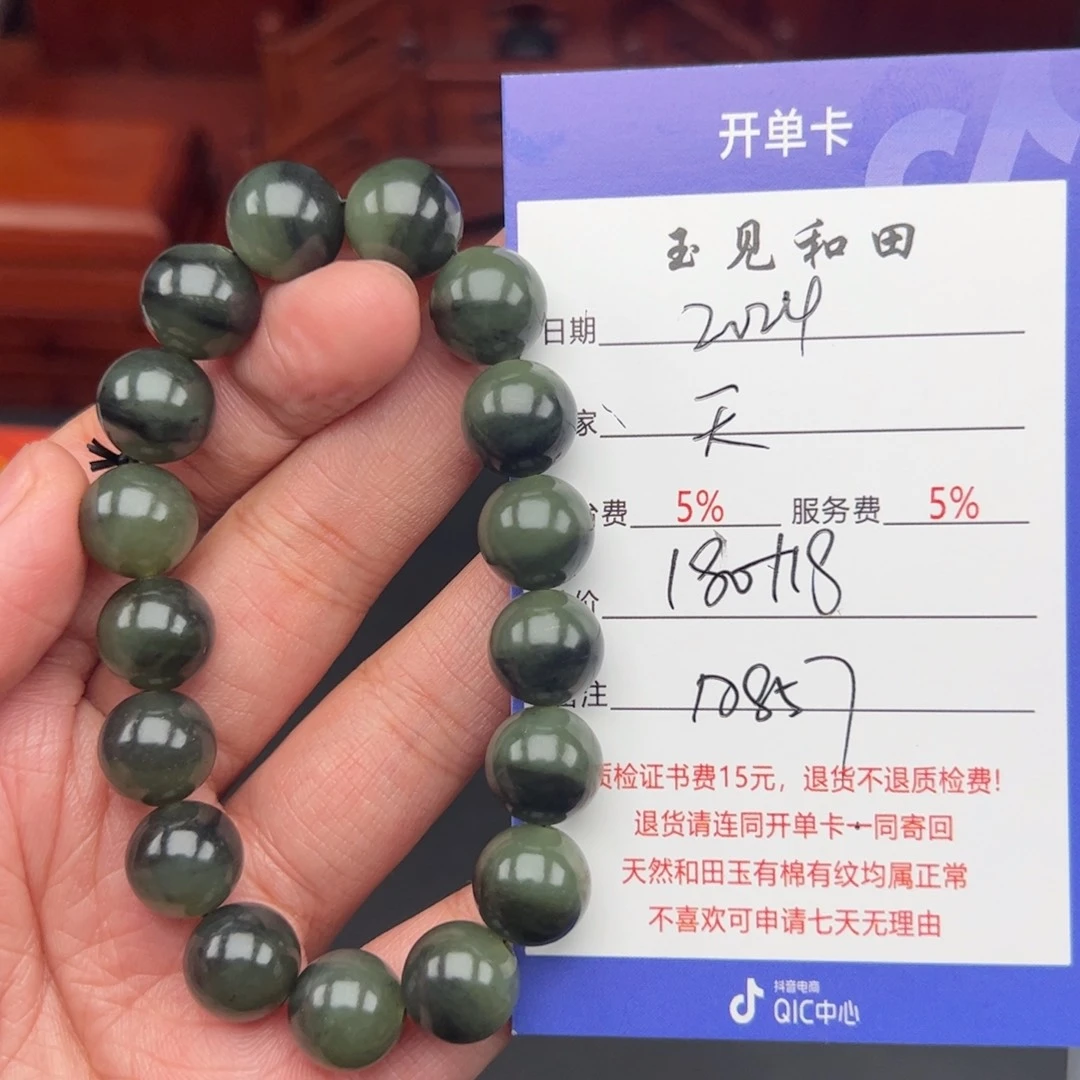 开单卡
玉见和田
日期 2024
家 天
费 5% 服务费 5%
价 180+18
注 10857
质检证书费15元，退货不退质检费!
退货请连同开单卡一同寄回
天然和田玉有棉有纹均属正常
不喜欢可申请七天无理由
抖音电商
QIC中心